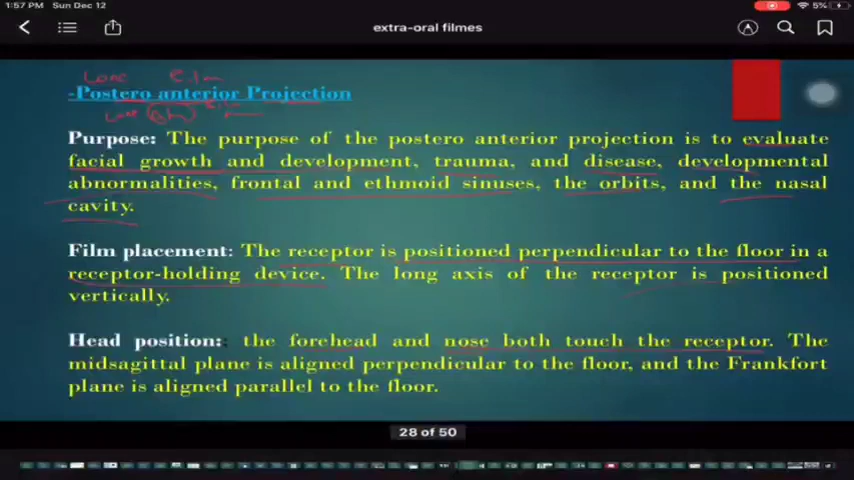 1:57 PM Sun Dec 12
5%
extra-oral filmes
-Postero anterior Projection
Purpose: The purpose of the postero anterior projection is to evaluate
facial growth and development, trauma, and disease, developmental
abnormalities, frontal and ethmoid sinuses, the orbits, and the nasal
cavity.
Film placement: The receptor is positioned perpendicular to the floor in a
receptor-holding device. The long axis of the receptor is positioned
vertically.
Head position: the forehead and nose both touch the receptor. The
midsagittal plane is aligned perpendicular to the floor, and the Frankfort
plane is aligned parallel to the floor.
28 of 50